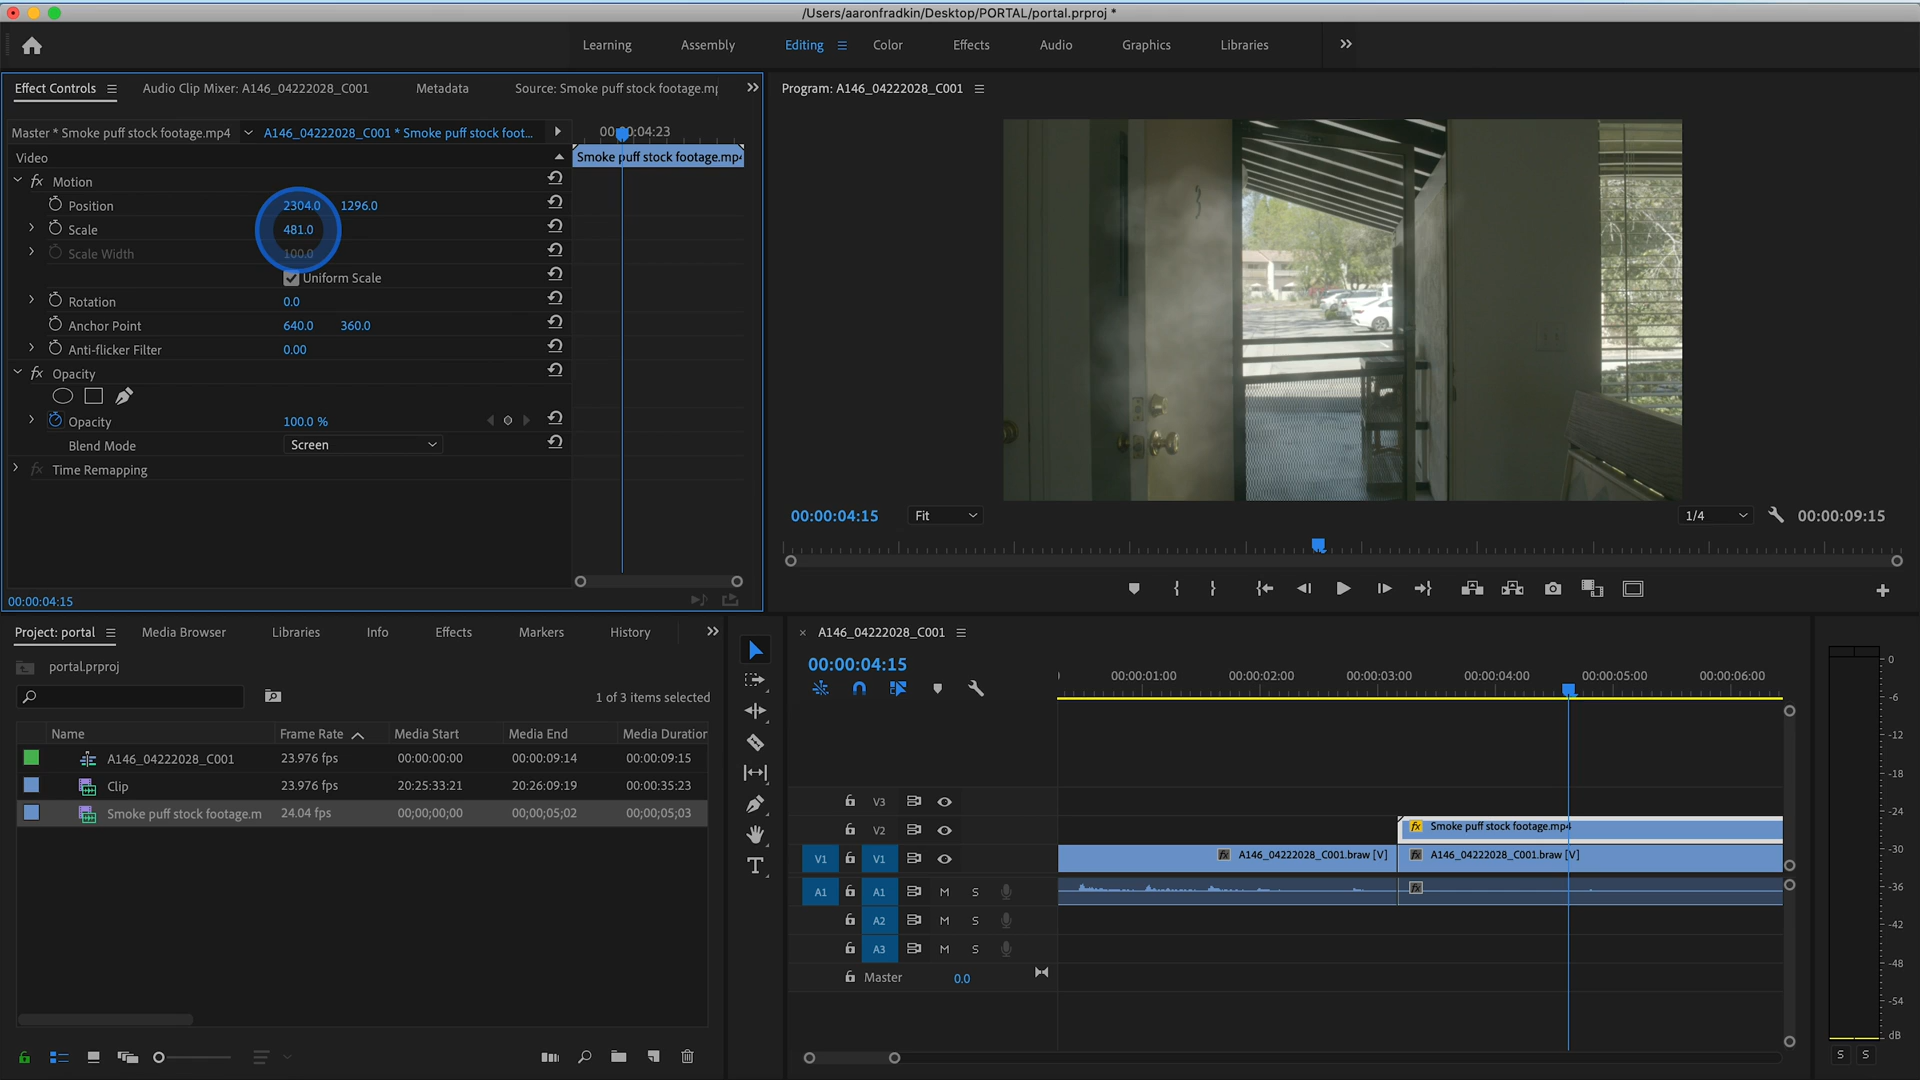 /Users/aaronfradkin/Desktop/PORTAL/portal.prproj *
Learning Assembly Editing Color Effects Audio Graphics Libraries
Effect Controls Audio Clip Mixer: A146_04222028_C001 Metadata Source: Smoke puff stock footage.mp
Program: A146_04222028_C001
Master * Smoke puff stock footage.mp4 A146_04222028_C001 * Smoke puff stock foot...
Video
Smoke puff stock footage.mp4
fx Motion
Position 2304.0 1296.0
Scale 481.0
Scale Width 100.0
Uniform Scale
Rotation 0.0
Anchor Point 640.0 360.0
Anti-flicker Filter 0.00
fx Opacity
Opacity 100.0 %
Blend Mode Screen
fx Time Remapping
00:00:04:15
3
00:00:04:15 Fit 1/4 00:00:09:15
Project: portal Media Browser Libraries Info Effects Markers History
portal.prproj
1 of 3 items selected
Name Frame Rate Media Start Media End Media Duration
A146_04222028_C001 23.976 fps 00:00:00:00 00:00:09:14 00:00:09:15
Clip 23.976 fps 20:25:33:21 20:26:09:19 00:00:35:23
Smoke puff stock footage.m 24.04 fps 00;00;00;00 00;00;05;02 00;00;05;03
A146_04222028_C001
00:00:04:15
00:00:01:00 00:00:02:00 00:00:03:00 00:00:04:00 00:00:05:00 00:00:06:00
V3
V2 fx Smoke puff stock footage.mp4
V1 V1 fx A146_04222028_C001.braw [V] fx A146_04222028_C001.braw [V]
A1 A1 M S fx
A2 M S
A3 M S
Master 0.0
0
-6
-12
-18
-24
-30
-36
-42
-48
-54
dB
S S